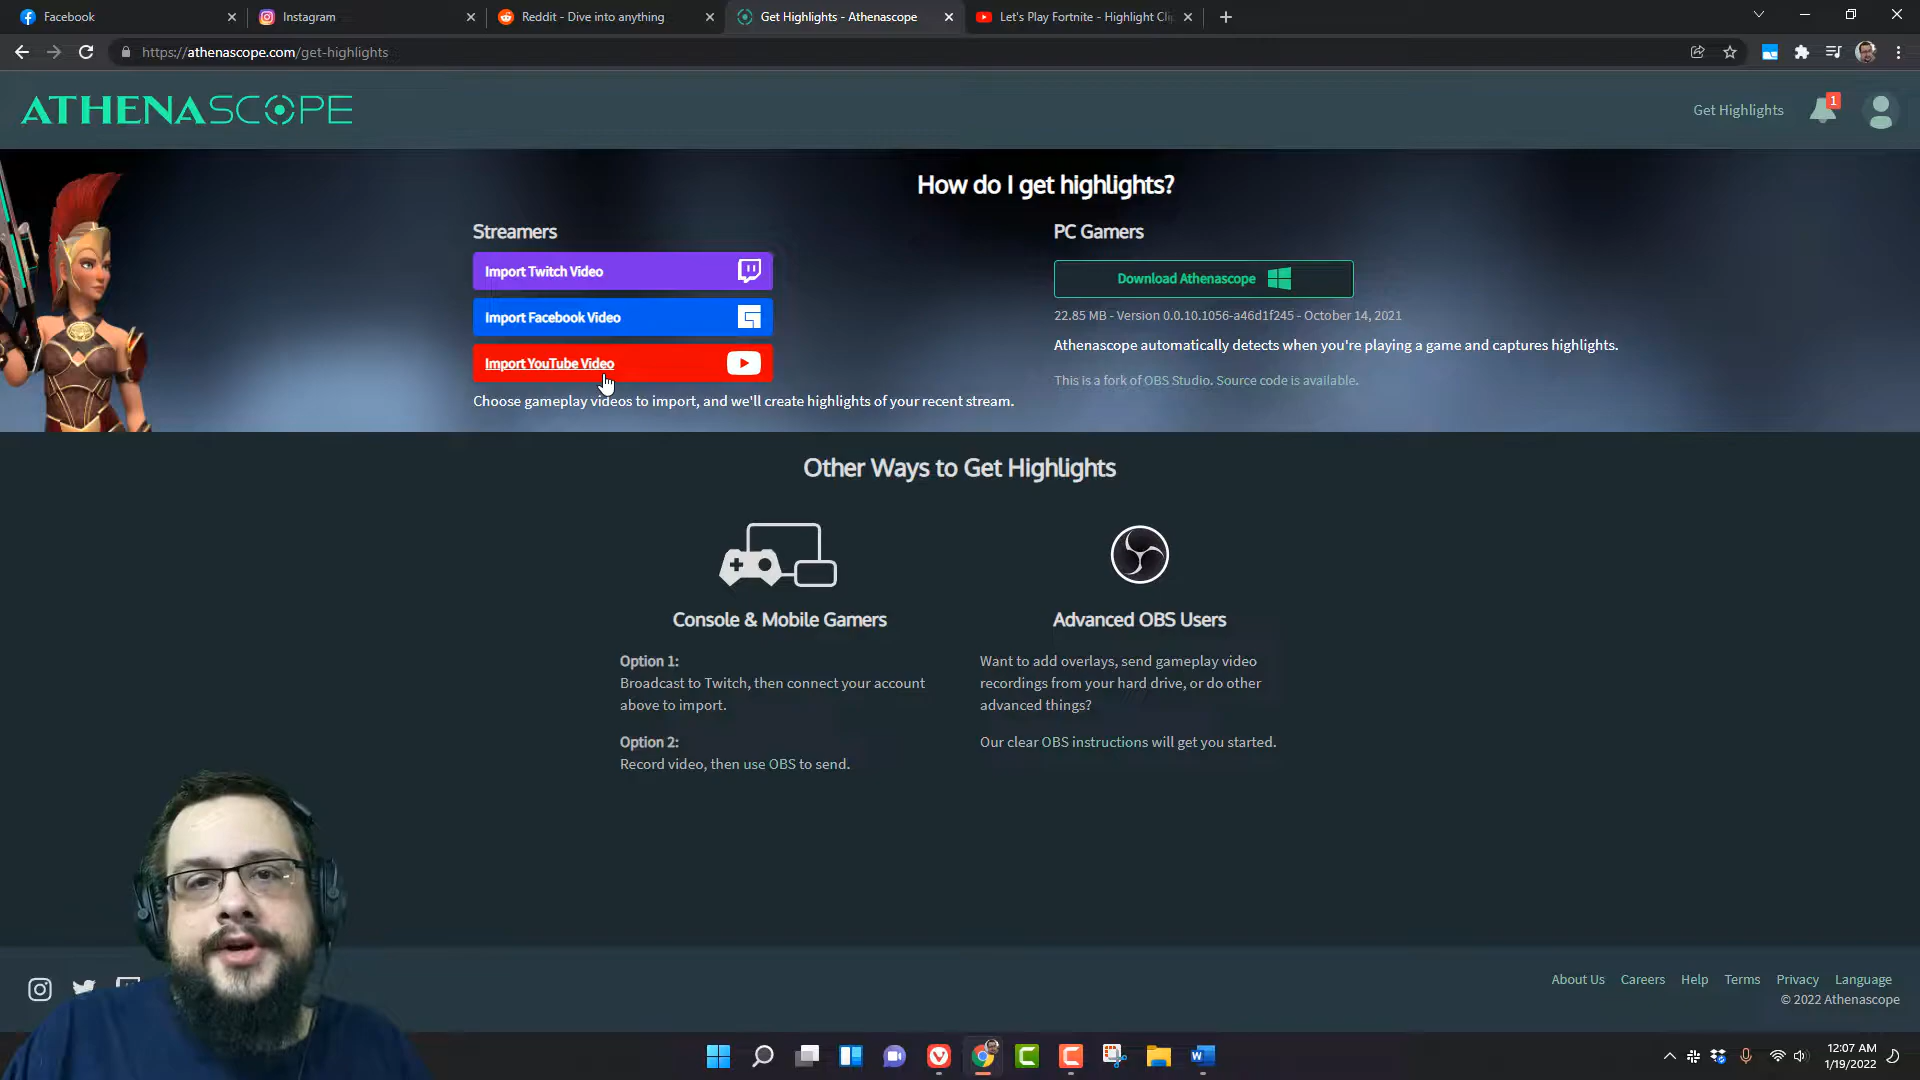 Facebook
Instagram
Reddit - Dive into anything
Get Highlights - Athenascope
Let's Play Fortnite - Highlight Cli
https://athenascope.com/get-highlights
ATHENASCOPE
Get Highlights
1
How do I get highlights?
Streamers
Import Twitch Video
Import Facebook Video
Import YouTube Video
Choose gameplay videos to import, and we'll create highlights of your recent stream.
PC Gamers
Download Athenascope
22.85 MB - Version 0.0.10.1056-a46d1f245 - October 14, 2021
Athenascope automatically detects when you're playing a game and captures highlights.
This is a fork of OBS Studio. Source code is available.
Other Ways to Get Highlights
Console & Mobile Gamers
Option 1:
Broadcast to Twitch, then connect your account
above to import.
Option 2:
Record video, then use OBS to send.
Advanced OBS Users
Want to add overlays, send gameplay video
recordings from your hard drive, or do other
advanced things?
Our clear OBS instructions will get you started.
About Us
Careers
Help
Terms
Privacy
Language
© 2022 Athenascope
12:07 AM
1/19/2022